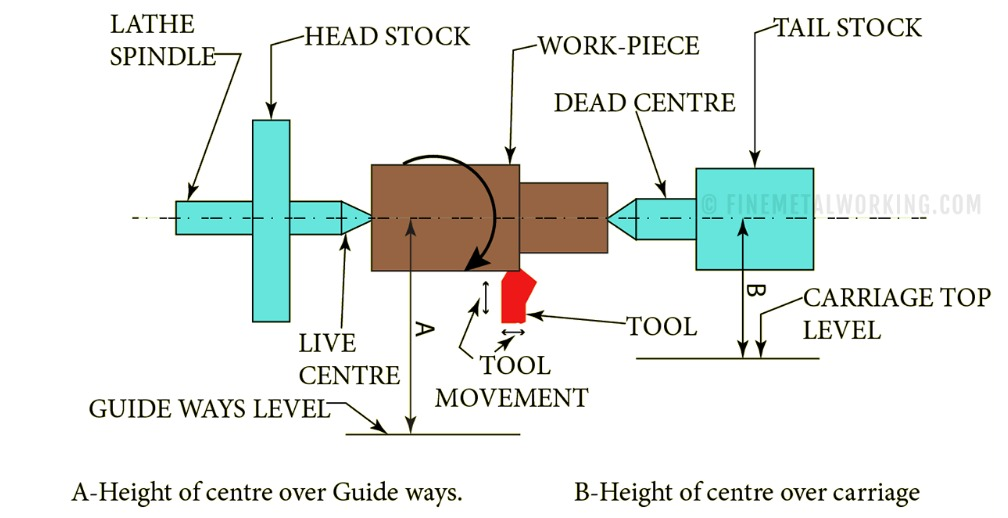 LATHE
SPINDLE
HEAD STOCK
WORK-PIECE
TAIL STOCK
DEAD CENTRE
© FINEMETALWORKING.COM
A
B
CARRIAGE TOP
LEVEL
TOOL
LIVE
CENTRE
TOOL
MOVEMENT
GUIDE WAYS LEVEL
A-Height of centre over Guide ways.
B-Height of centre over carriage